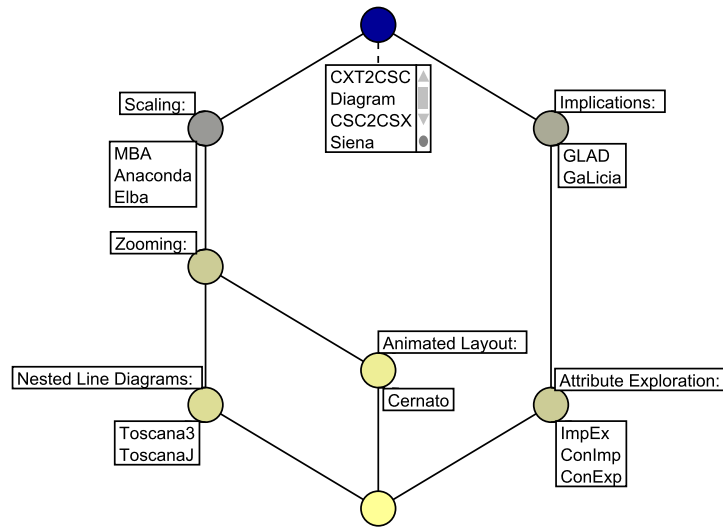 CXT2CSC
Diagram
CSC2CSX
Siena
Scaling:
Implications:
MBA
Anaconda
Elba
GLAD
GaLicia
Zooming:
Animated Layout:
Cernato
Nested Line Diagrams:
Attribute Exploration:
Toscana3
ToscanaJ
ImpEx
ConImp
ConExp